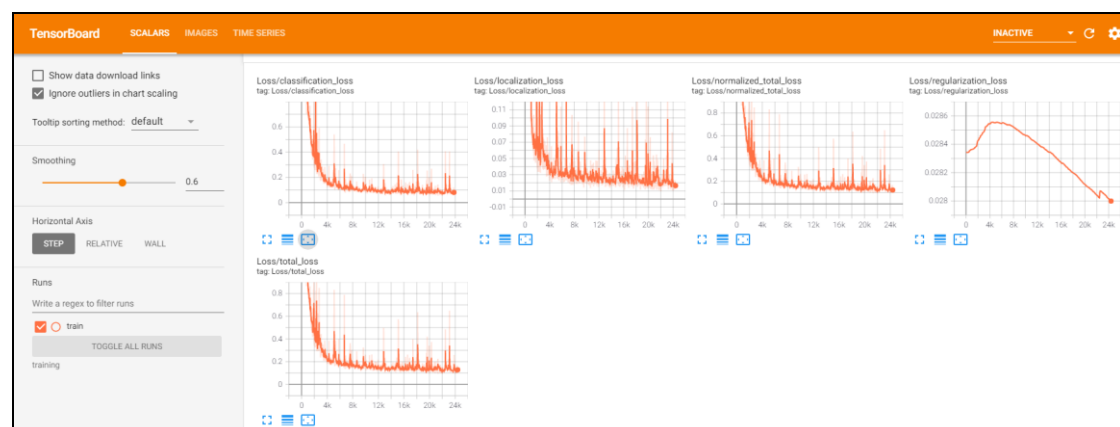 TensorBoard SCALARS IMAGES TIME SERIES INACTIVE
Show data download links
Ignore outliers in chart scaling
Tooltip sorting method: default
Smoothing
0.6
Horizontal Axis
STEP RELATIVE WALL
Runs
Write a regex to filter runs
train
TOGGLE ALL RUNS
training
Loss/classification_loss
tag: Loss/classification_loss
0.6
0.4
0.2
0
0 4k 8k 12k 16k 20k 24k
Loss/localization_loss
tag: Loss/localization_loss
0.11
0.09
0.07
0.05
0.03
0.01
-0.01
0 4k 8k 12k 16k 20k 24k
Loss/normalized_total_loss
tag: Loss/normalized_total_loss
0.8
0.6
0.4
0.2
0
0 4k 8k 12k 16k 20k 24k
Loss/regularization_loss
tag: Loss/regularization_loss
0.0286
0.0284
0.0282
0.028
0 4k 8k 12k 16k 20k 24k
Loss/total_loss
tag: Loss/total_loss
0.8
0.6
0.4
0.2
0
0 4k 8k 12k 16k 20k 24k